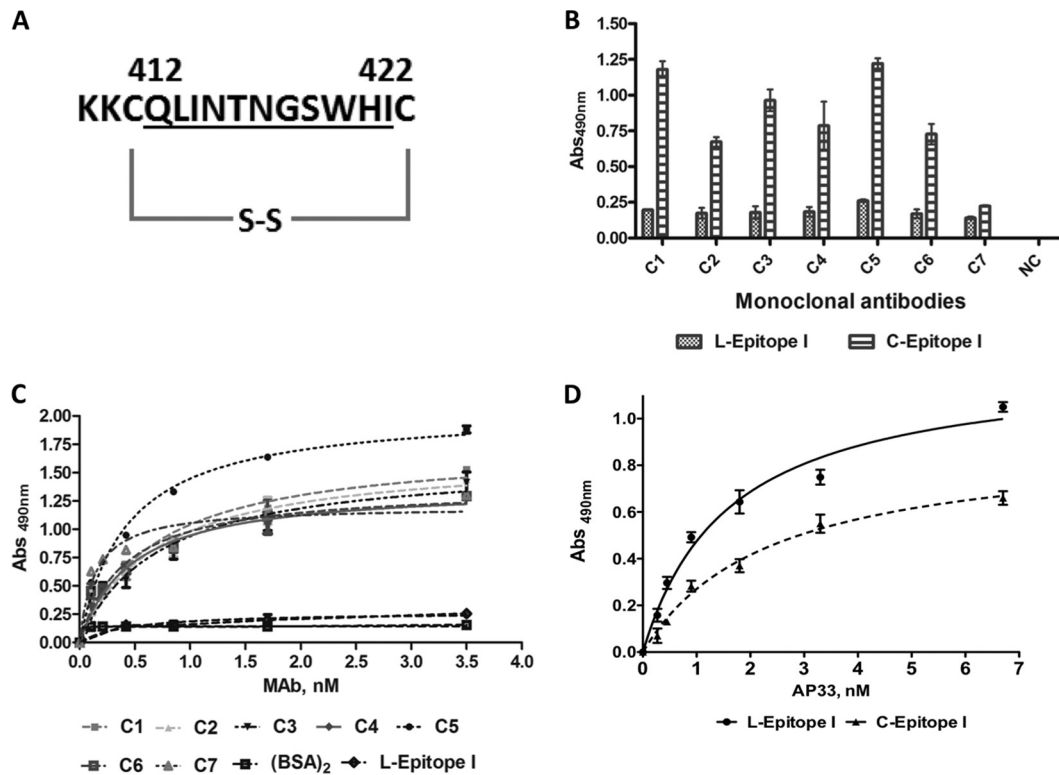 A
412 422
KKCQLINTNGSWHIC
S-S
B
Abs490nm
1.50
1.25
1.00
0.75
0.50
0.25
0.00
C1 C2 C3 C4 C5 C6 C7 NC
Monoclonal antibodies
L-Epitope I C-Epitope I
C
Abs 490nm
2.00
1.75
1.50
1.25
1.00
0.75
0.50
0.25
0.00
0.0 0.5 1.0 1.5 2.0 2.5 3.0 3.5 4.0
MAb, nM
C1 C2 C3 C4 C5
C6 C7 (BSA)2 L-Epitope I
D
Abs 490nm
1.0
0.8
0.6
0.4
0.2
0.0
0 1 2 3 4 5 6 7
AP33, nM
L-Epitope I C-Epitope I